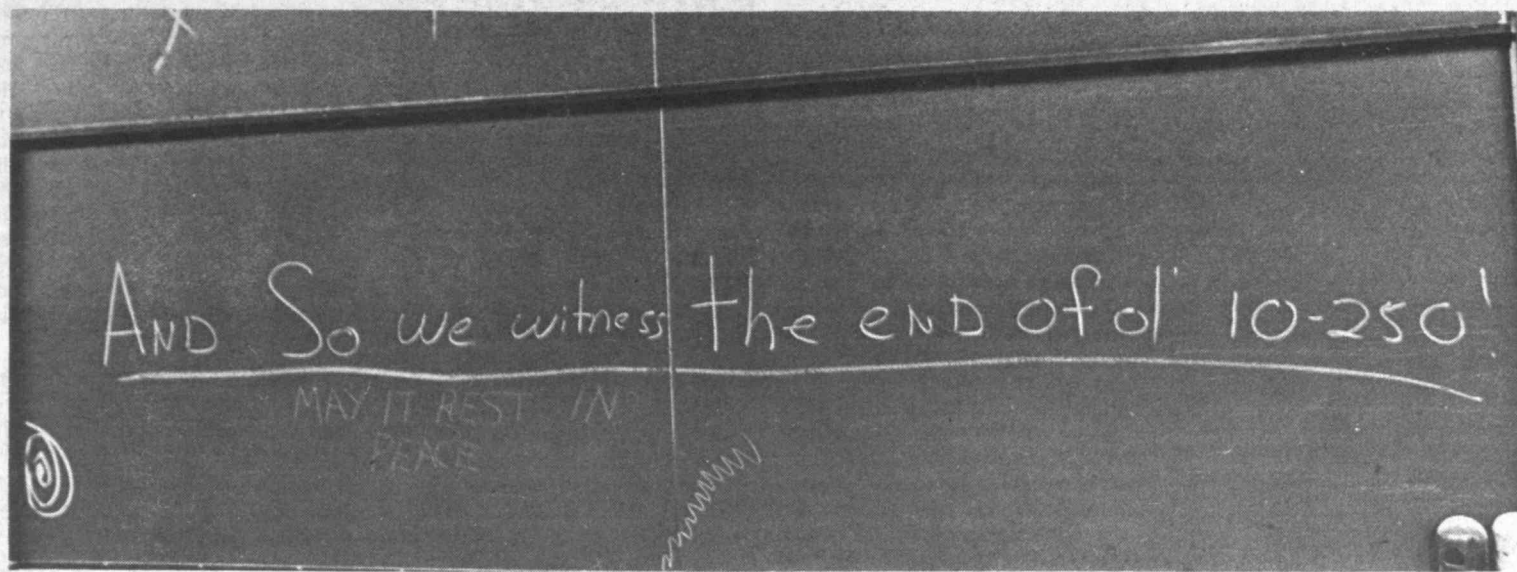 AND So we witness the eND Of ol' 10-250!
MAY IT REST IN
PEACE